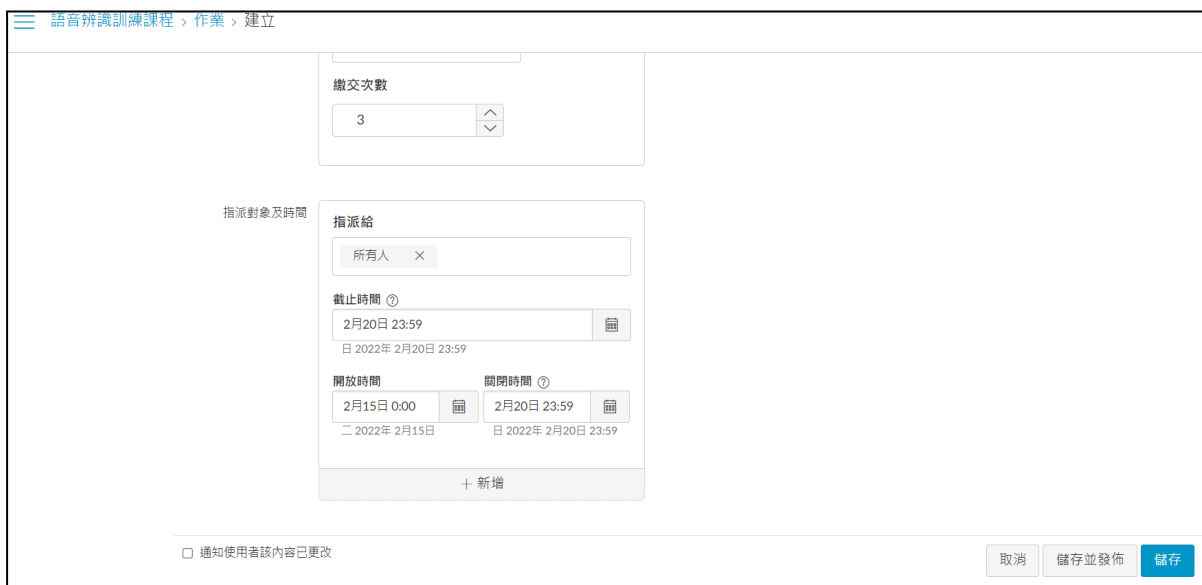 語音辨識訓練課程 › 作業 › 建立
繳交次數
3
指派對象及時間
指派給
所有人
截止時間
2月20日 23:59
日 2022年 2月20日 23:59
開放時間 關閉時間
2月15日 0:00 2月20日 23:59
二 2022年 2月15日 日 2022年 2月20日 23:59
+ 新增
通知使用者該內容已更改
取消 儲存並發佈 儲存